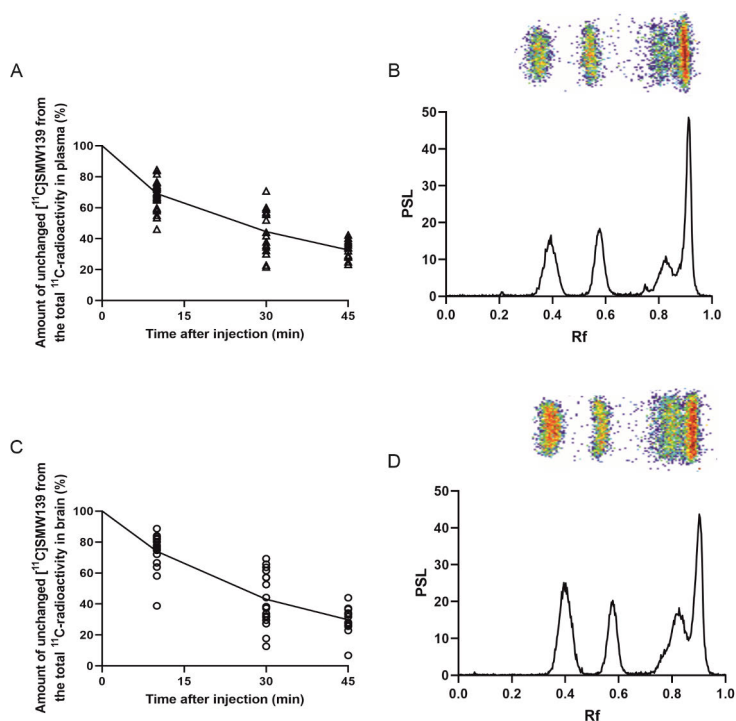 A
Amount of unchanged [¹¹C]SMW139 from
the total ¹¹C-radioactivity in plasma (%)
100
80
60
40
20
0
0
15
30
45
Time after injection (min)
B
PSL
50
40
30
20
10
0
0.0 0.2 0.4 0.6 0.8 1.0
Rf
C
Amount of unchanged [¹¹C]SMW139 from
the total ¹¹C-radioactivity in brain (%)
100
80
60
40
20
0
0
15
30
45
Time after injection (min)
D
PSL
50
40
30
20
10
0
0.0 0.2 0.4 0.6 0.8 1.0
Rf